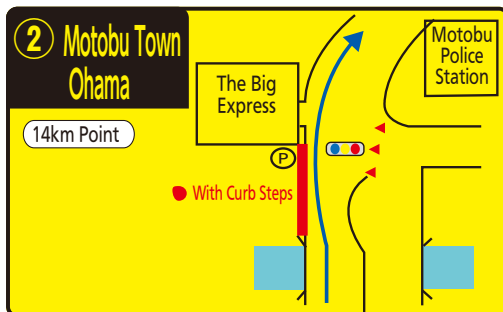 ② Motobu Town
Ohama
14km Point
The Big
Express
Motobu
Police
Station
P
With Curb Steps